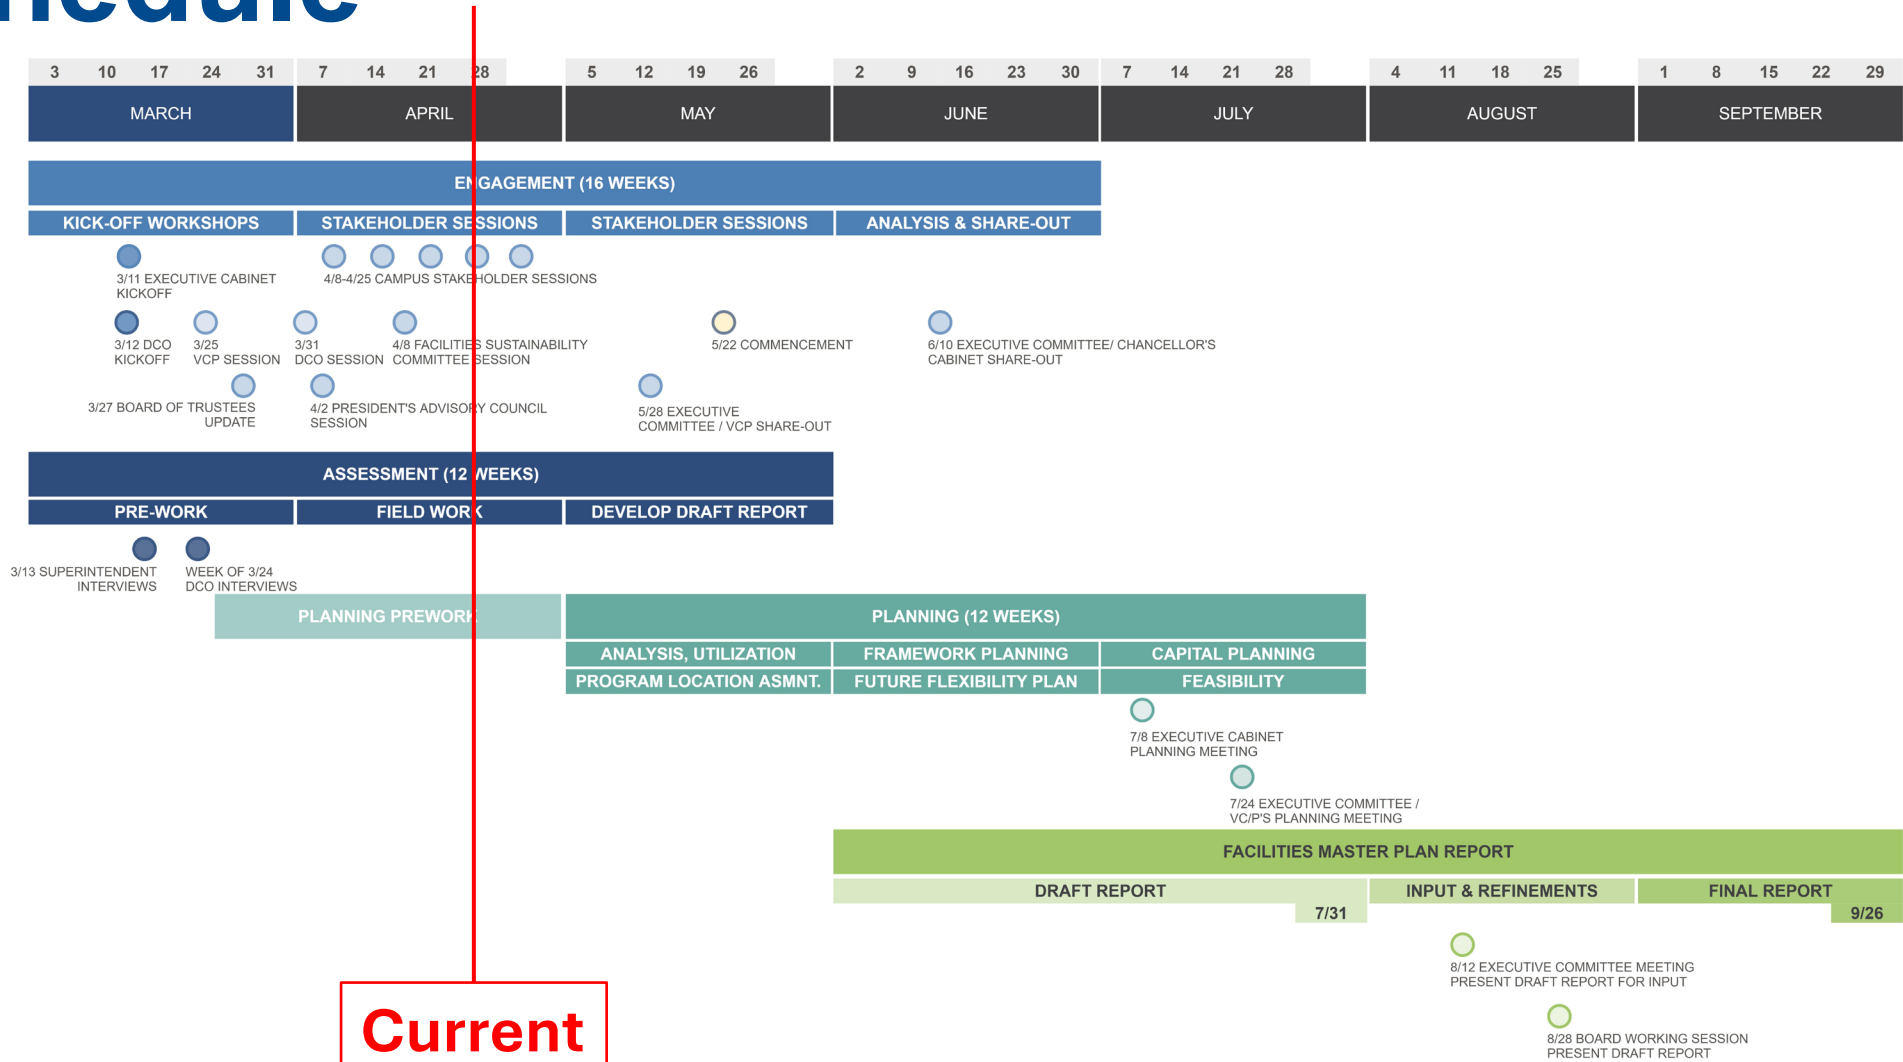 3 10 17 24 31 7 14 21 28 5 12 19 26 2 9 16 23 30 7 14 21 28 4 11 18 25 1 8 15 22 29
MARCH APRIL MAY JUNE JULY AUGUST SEPTEMBER
ENGAGEMENT (16 WEEKS)
KICK-OFF WORKSHOPS STAKEHOLDER SESSIONS STAKEHOLDER SESSIONS ANALYSIS & SHARE-OUT
3/11 EXECUTIVE CABINET
KICKOFF
4/8-4/25 CAMPUS STAKEHOLDER SESSIONS
3/12 DCO
KICKOFF
3/25
VCP SESSION
3/31
DCO SESSION
4/8 FACILITIES SUSTAINABILITY
COMMITTEE SESSION
5/22 COMMENCEMENT
6/10 EXECUTIVE COMMITTEE/ CHANCELLOR'S
CABINET SHARE-OUT
3/27 BOARD OF TRUSTEES
UPDATE
4/2 PRESIDENT'S ADVISORY COUNCIL
SESSION
5/28 EXECUTIVE
COMMITTEE / VCP SHARE-OUT
ASSESSMENT (12 WEEKS)
PRE-WORK FIELD WORK DEVELOP DRAFT REPORT
3/13 SUPERINTENDENT
INTERVIEWS
WEEK OF 3/24
DCO INTERVIEWS
PLANNING PREWORK PLANNING (12 WEEKS)
ANALYSIS, UTILIZATION FRAMEWORK PLANNING CAPITAL PLANNING
PROGRAM LOCATION ASMNT. FUTURE FLEXIBILITY PLAN FEASIBILITY
7/8 EXECUTIVE CABINET
PLANNING MEETING
7/24 EXECUTIVE COMMITTEE /
VC/P'S PLANNING MEETING
FACILITIES MASTER PLAN REPORT
DRAFT REPORT INPUT & REFINEMENTS FINAL REPORT
7/31 9/26
8/12 EXECUTIVE COMMITTEE MEETING
PRESENT DRAFT REPORT FOR INPUT
8/28 BOARD WORKING SESSION
PRESENT DRAFT REPORT
Current